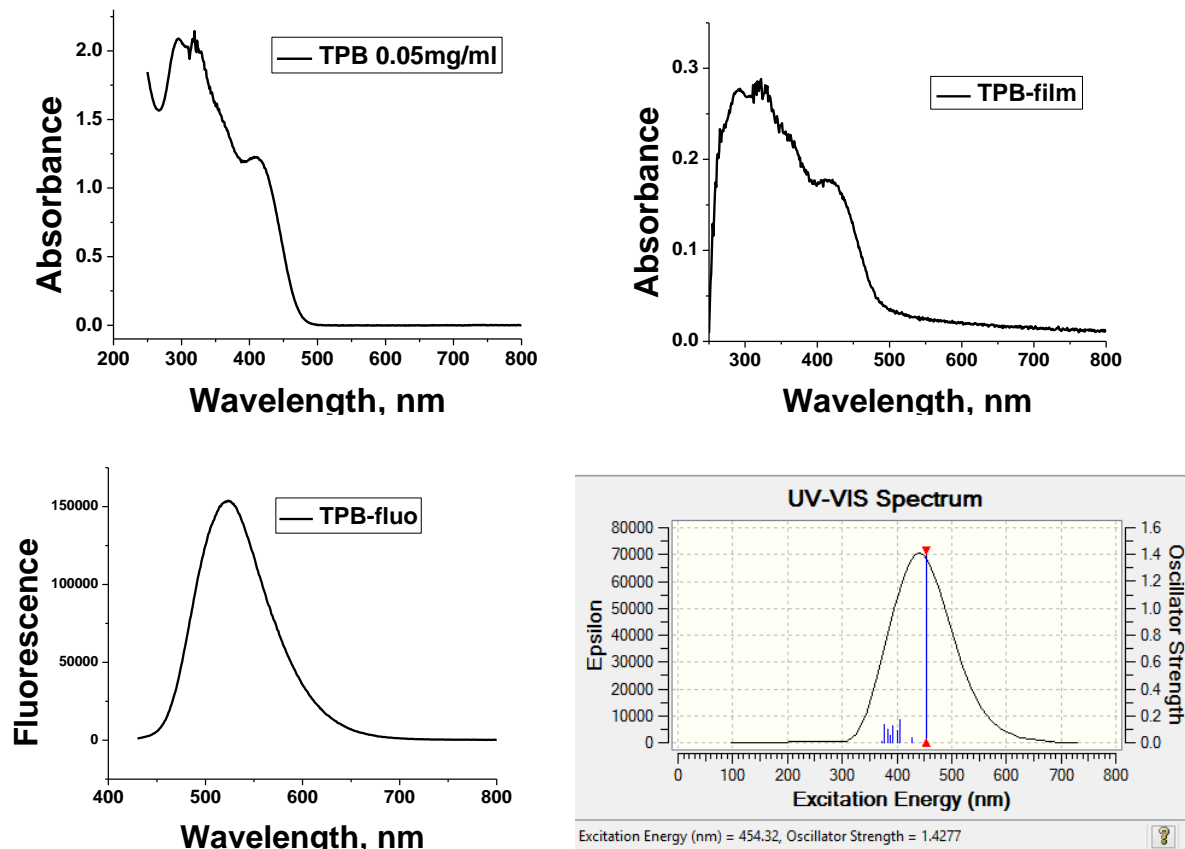 TPB 0.05mg/ml
2.0
1.5
1.0
0.5
0.0
Absorbance
200 300 400 500 600 700 800
Wavelength, nm
TPB-film
0.3
0.2
0.1
0.0
Absorbance
300 400 500 600 700 800
Wavelength, nm
TPB-fluo
150000
100000
50000
0
Fluorescence
400 500 600 700 800
Wavelength, nm
UV-VIS Spectrum
80000
70000
60000
50000
40000
30000
20000
10000
0
Epsilon
1.6
1.4
1.2
1.0
0.8
0.6
0.4
0.2
0.0
Oscillator Strength
0 100 200 300 400 500 600 700 800
Excitation Energy (nm)
Excitation Energy (nm) = 454.32, Oscillator Strength = 1.4277
?